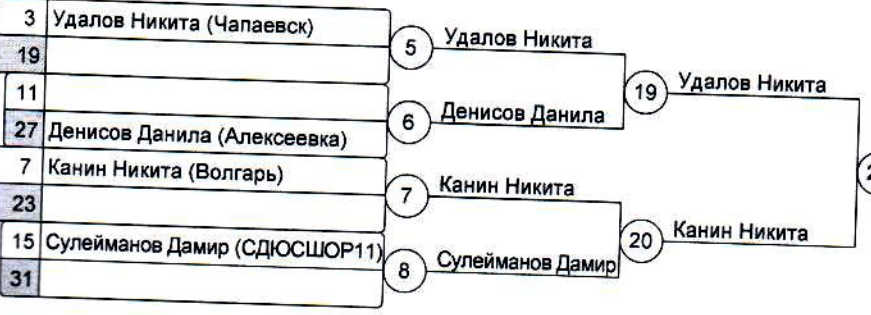 3 Удалов Никита (Чапаевск)
19
5 Удалов Никита
11
27 Денисов Данила (Алексеевка)
6 Денисов Данила
19 Удалов Никита
7 Канин Никита (Волгарь)
23
7 Канин Никита
15 Сулейманов Дамир (СДЮСШОР11)
31
8 Сулейманов Дамир
20 Канин Никита